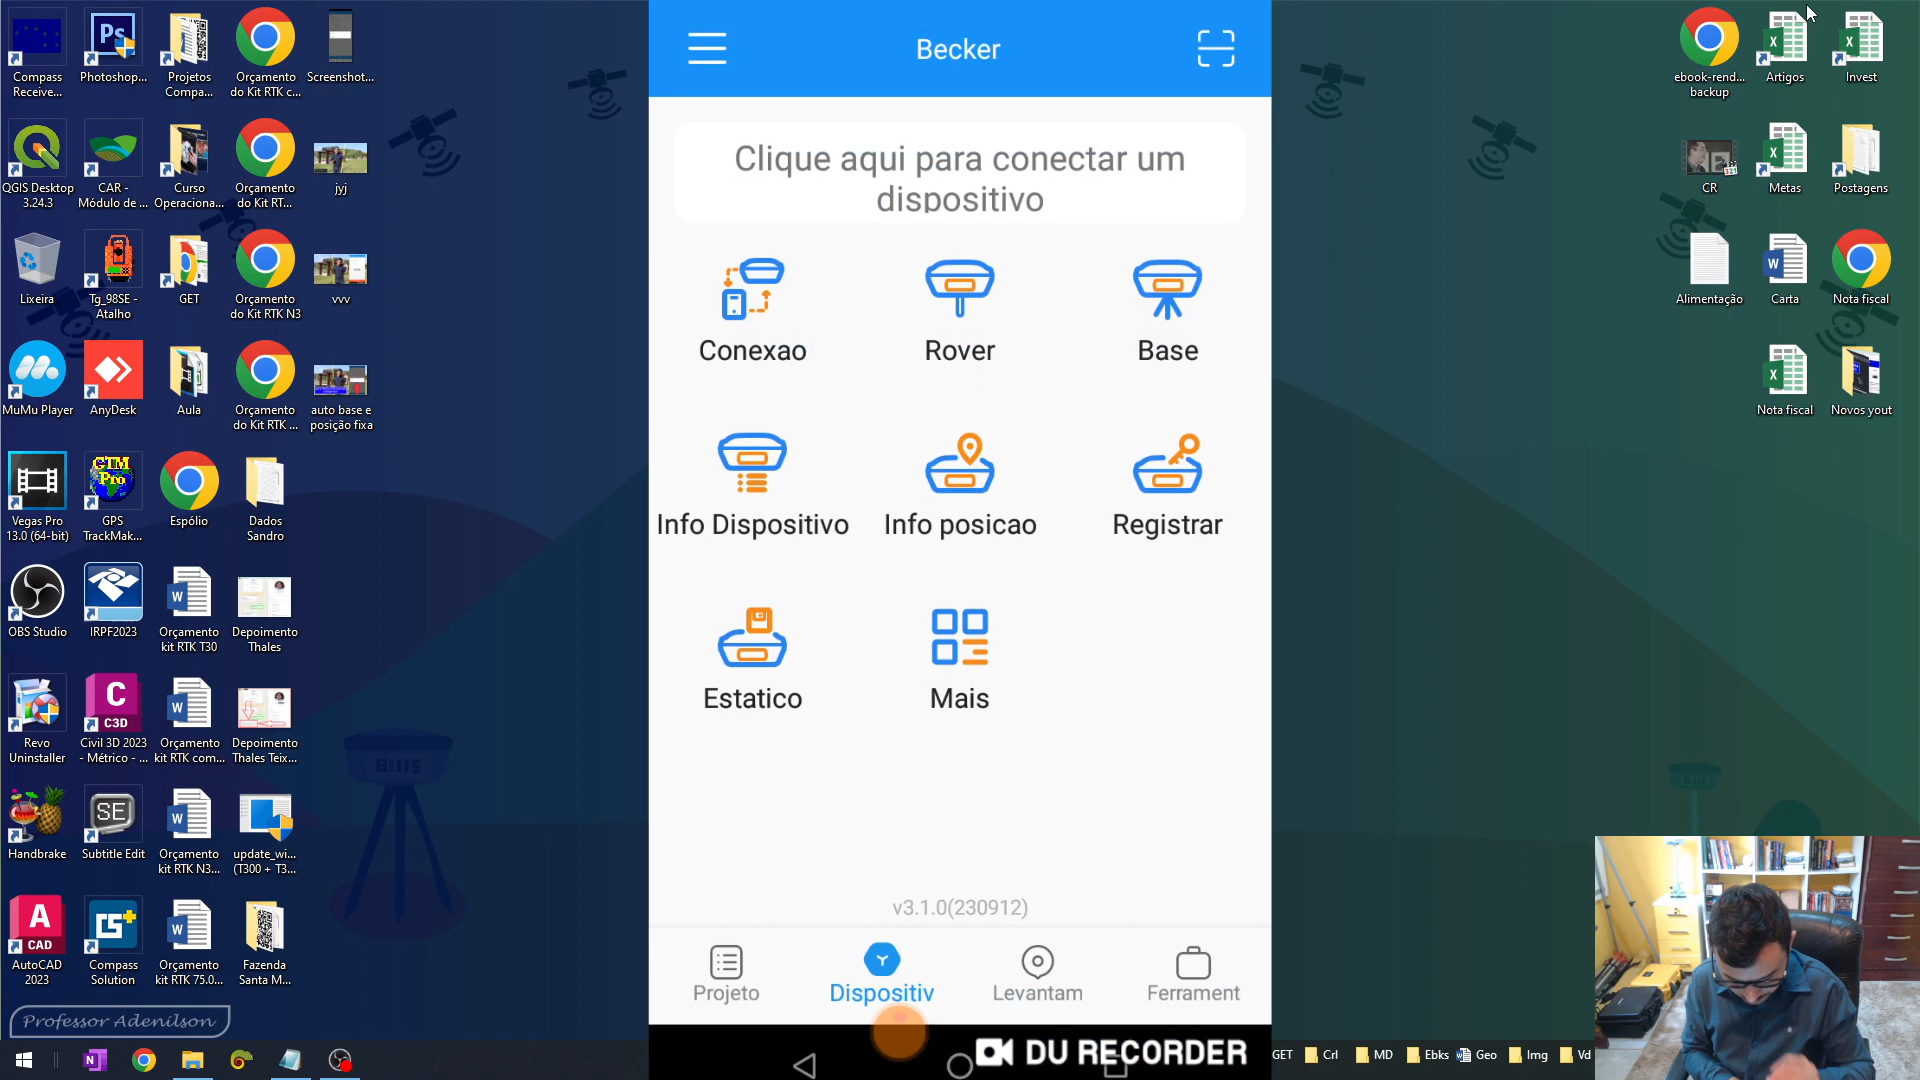 Compass
Receive...
Photoshop...
Projetos
Compa...
Orçamento
do Kit RTK c...
Screenshot...
QGIS Desktop
3.24.3
CAR -
Módulo de ...
Curso
Operaciona...
Orçamento
do Kit RT...
jyj
Lixeira
Tg_98SE -
Atalho
GET
Orçamento
do Kit RTK N3
vvv
MuMu Player
AnyDesk
Aula
Orçamento
do Kit RTK ...
auto base e
posição fixa
Vegas Pro
13.0 (64-bit)
GTM
Pro
GPS
TrackMak...
Espólio
Dados
Sandro
OBS Studio
IRPF2023
Orçamento
kit RTK T30
Depoimento
Thales
Revo
Uninstaller
C3D
Civil 3D 2023
- Métrico - ...
Orçamento
kit RTK com...
Depoimento
Thales Teix...
Handbrake
SE
Subtitle Edit
Orçamento
kit RTK N3...
update_wi...
(T300 + T3...
A
CAD
AutoCAD
2023
Compass
Solution
Orçamento
kit RTK 75.0...
Fazenda
Santa M...
Professor Adenilson
Becker
Clique aqui para conectar um
dispositivo
Conexao
Rover
Base
Info Dispositivo
Info posicao
Registrar
Estatico
Mais
v3.1.0(230912)
Projeto
Dispositiv
Levantam
Ferrament
DU RECORDER
ebook-rend...
backup
Artigos
Invest
CR
Metas
Postagens
Alimentação
Carta
Nota fiscal
Nota fiscal
Novos yout
GET
Crl
MD
Ebks
Geo
Img
Vd